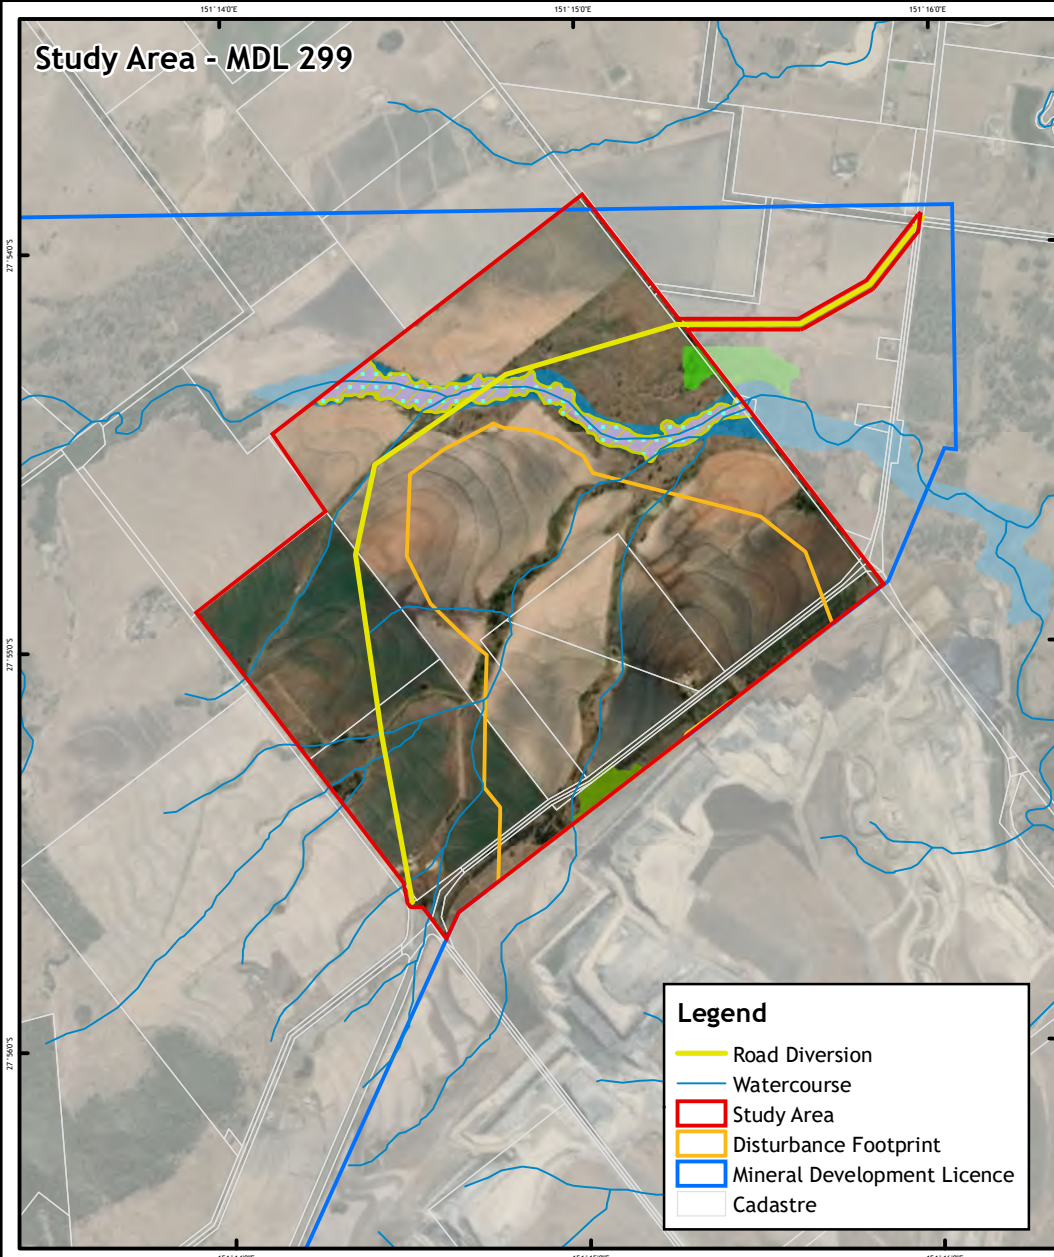 151°14'0"E
151°15'0"E
151°16'0"E
Study Area - MDL 299
27°54'0"S
27°55'0"S
27°56'0"S
Legend
Road Diversion
Watercourse
Study Area
Disturbance Footprint
Mineral Development Licence
Cadastre